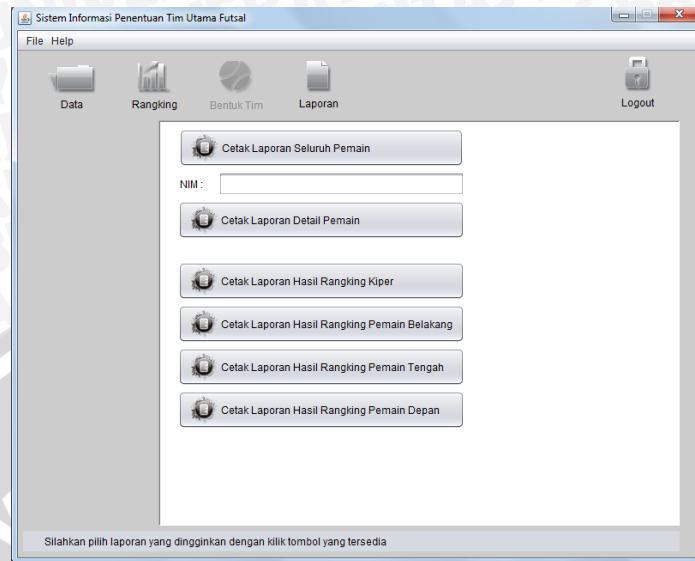 Sistem Informasi Penentuan Tim Utama Futsal
File Help
Data Rangking Bentuk Tim Laporan Logout
Cetak Laporan Seluruh Pemain
NIM :
Cetak Laporan Detail Pemain
Cetak Laporan Hasil Rangking Kiper
Cetak Laporan Hasil Rangking Pemain Belakang
Cetak Laporan Hasil Rangking Pemain Tengah
Cetak Laporan Hasil Rangking Pemain Depan
Silahkan pilih laporan yang dingginkan dengan kilik tombol yang tersedia